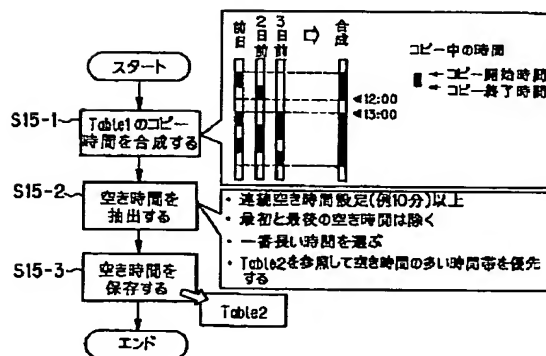 スタート
S15-1
Table1のコピー
時間を合成する
S15-2
空き時間を
抽出する
S15-3
空き時間を
保存する
エンド
Table2
前日
2日前
3日前
合成
12:00
13:00
コピー中の時間
コピー開始時間
コピー終了時間
・連続空き時間設定(例10分)以上
・最初と最後の空き時間は除く
・一番長い時間を選ぶ
・Table2を参照して空き時間の多い時間帯を優先
する